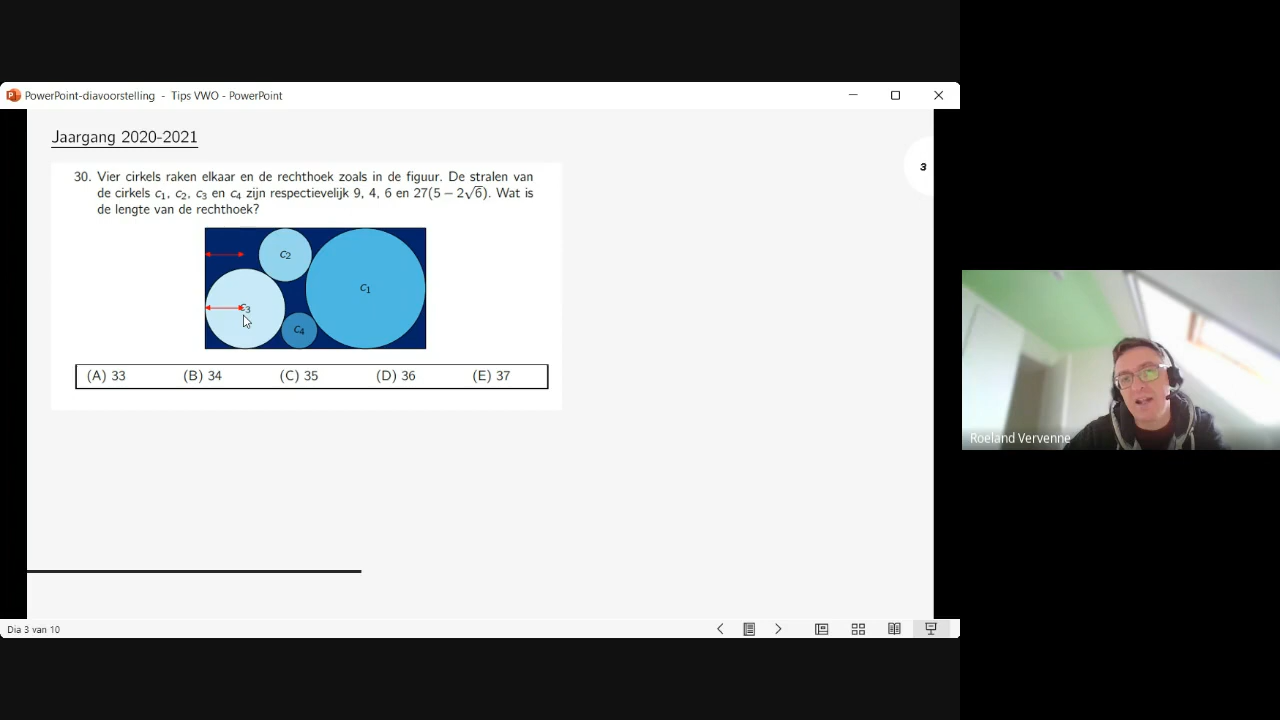 PowerPoint-diavoorstelling - Tips VWO - PowerPoint
Jaargang 2020-2021
3
30. Vier cirkels raken elkaar en de rechthoek zoals in de figuur. De stralen van
de cirkels c₁, c₂, c₃ en c₄ zijn respectievelijk 9, 4, 6 en 27(5 − 2√6). Wat is
de lengte van de rechthoek?
c₂
c₁
c₃
c₄
(A) 33 (B) 34 (C) 35 (D) 36 (E) 37
Roeland Vervenne
Dia 3 van 10